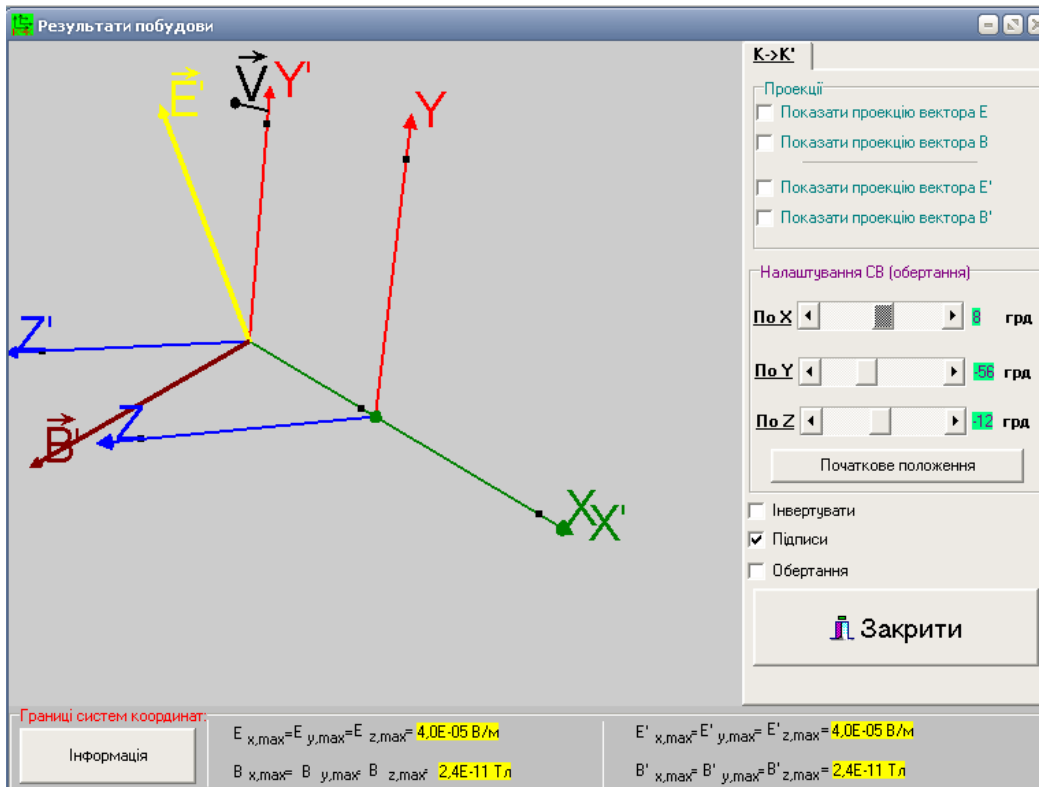 Результати побудови
V
Y'
E'
Y
Z'
Z
B'
X
X'
K->K'
Проекції
Показати проекцію вектора E
Показати проекцію вектора B
Показати проекцію вектора E'
Показати проекцію вектора B'
Налаштування СВ (обертання)
По X 8 грд
По Y -56 грд
По Z -12 грд
Початкове положення
Інвертувати
Підписи
Обертання
Закрити
Границі систем координат:
Інформація
E x,max=E y,max=E z,max= 4,0E-05 В/м
B x,max= B y,max= B z,max= 2,4E-11 Тл
E' x,max=E' y,max= E' z,max= 4,0E-05 В/м
B' x,max= B' y,max= B' z,max = 2,4E-11 Тл